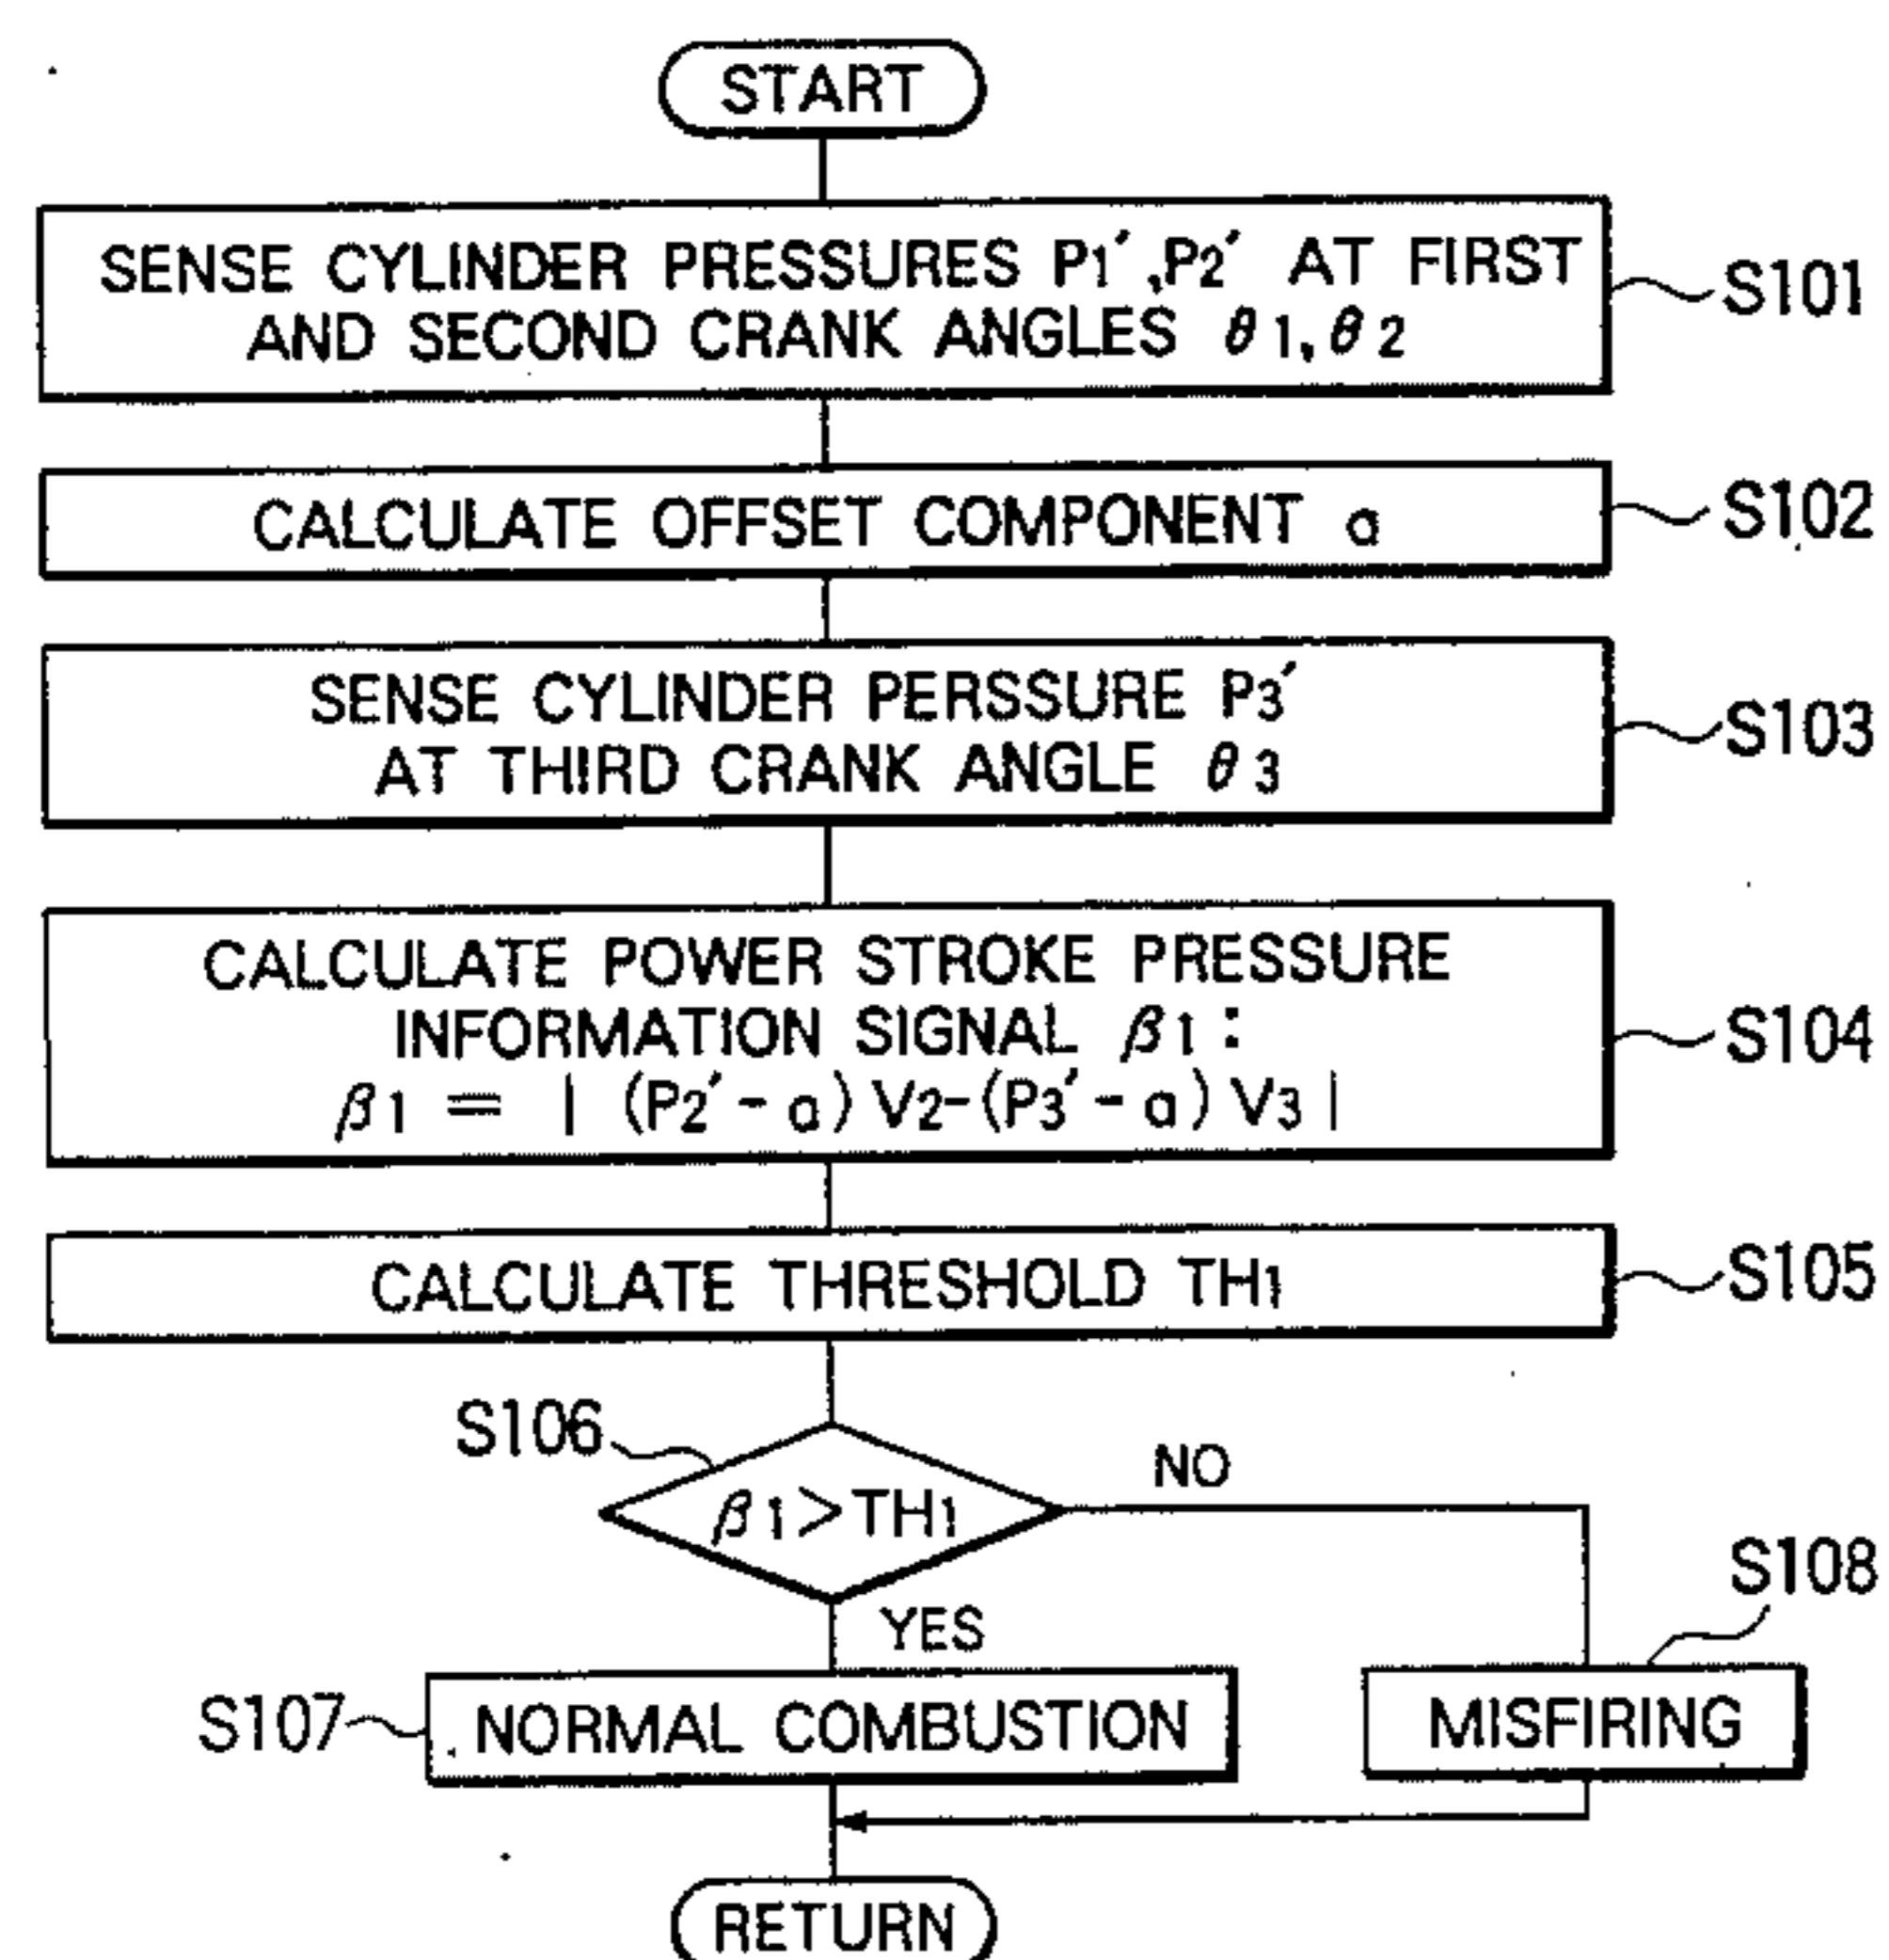 START
SENSE CYLINDER PRESSURES P1′,P2′ AT FIRST
AND SECOND CRANK ANGLES θ1,θ2
S101
CALCULATE OFFSET COMPONENT a
S102
SENSE CYLINDER PERSSURE P3′
AT THIRD CRANK ANGLE θ3
S103
CALCULATE POWER STROKE PRESSURE
INFORMATION SIGNAL β1 :
β1 = | (P2′- a) V2-(P3′- a) V3 |
S104
CALCULATE THRESHOLD TH1
S105
S106
β1>TH1
NO
YES
S108
S107
NORMAL COMBUSTION
MISFIRING
RETURN